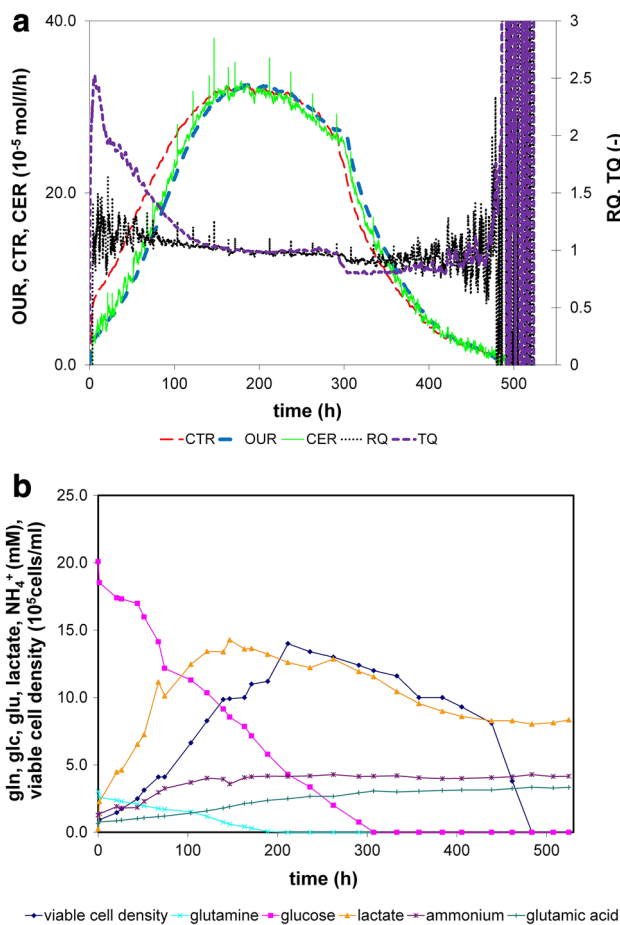 a
40.0
20.0
0.0
3
2.5
2
1.5
1
0.5
0
0
100
200
300
400
500
OUR, CTR, CER (10⁻⁵ mol/l/h)
RQ, TQ (-)
time (h)
CTR OUR CER RQ TQ
b
25.0
20.0
15.0
10.0
5.0
0.0
0
100
200
300
400
500
gln, glc, glu, lactate, NH₄⁺ (mM),
viable cell density (10⁵cells/ml)
time (h)
viable cell density glutamine glucose lactate ammonium glutamic acid